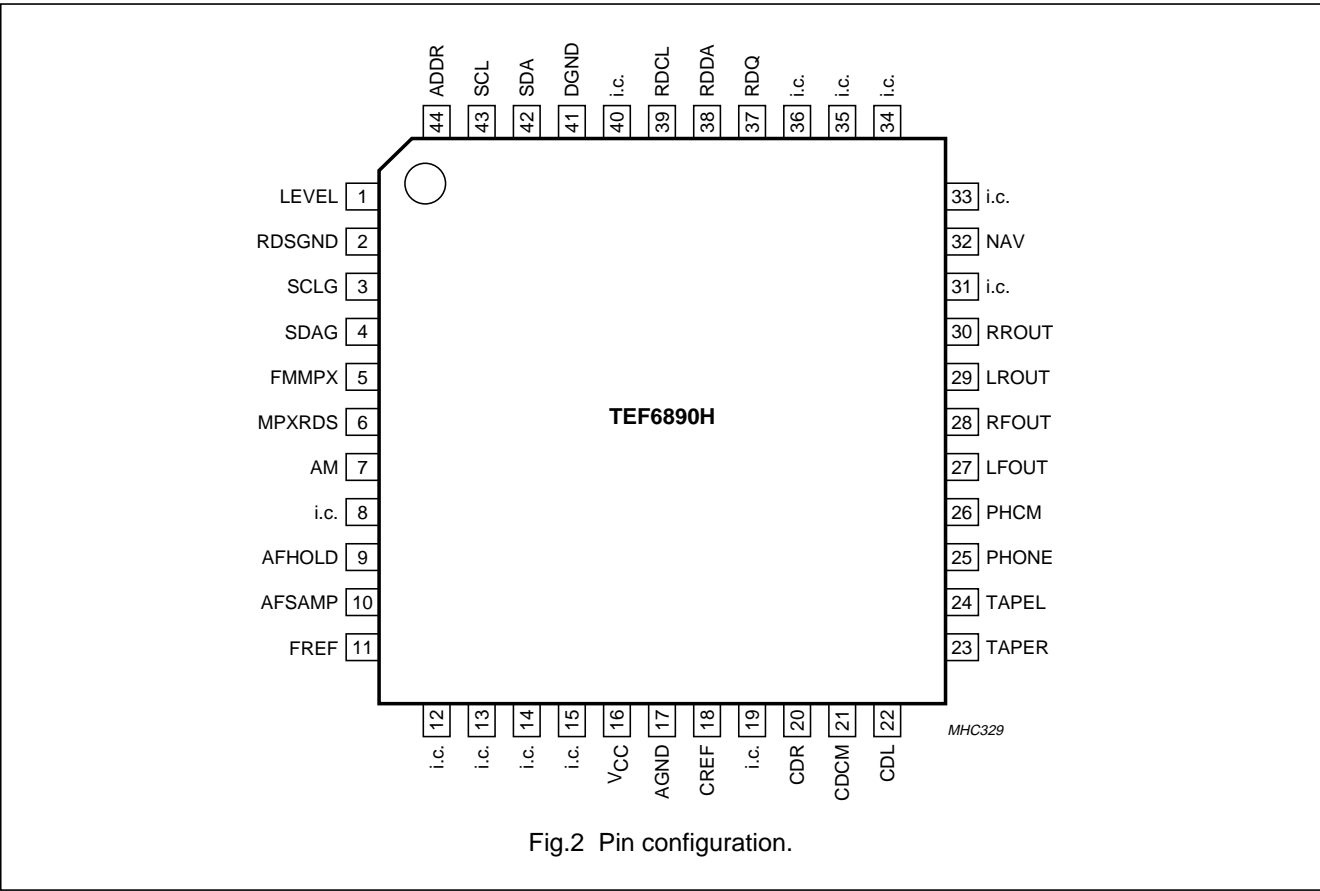 ADDR SCL SDA DGND i.c. RDCL RDDA RDQ i.c. i.c. i.c.
44 43 42 41 40 39 38 37 36 35 34
LEVEL 1
RDSGND 2
SCLG 3
SDAG 4
FMMPX 5
MPXRDS 6
AM 7
i.c. 8
AFHOLD 9
AFSAMP 10
FREF 11
TEF6890H
33 i.c.
32 NAV
31 i.c.
30 RROUT
29 LROUT
28 RFOUT
27 LFOUT
26 PHCM
25 PHONE
24 TAPEL
23 TAPER
12 13 14 15 16 17 18 19 20 21 22
i.c. i.c. i.c. i.c. VCC AGND CREF i.c. CDR CDCM CDL
MHC329
Fig.2 Pin configuration.